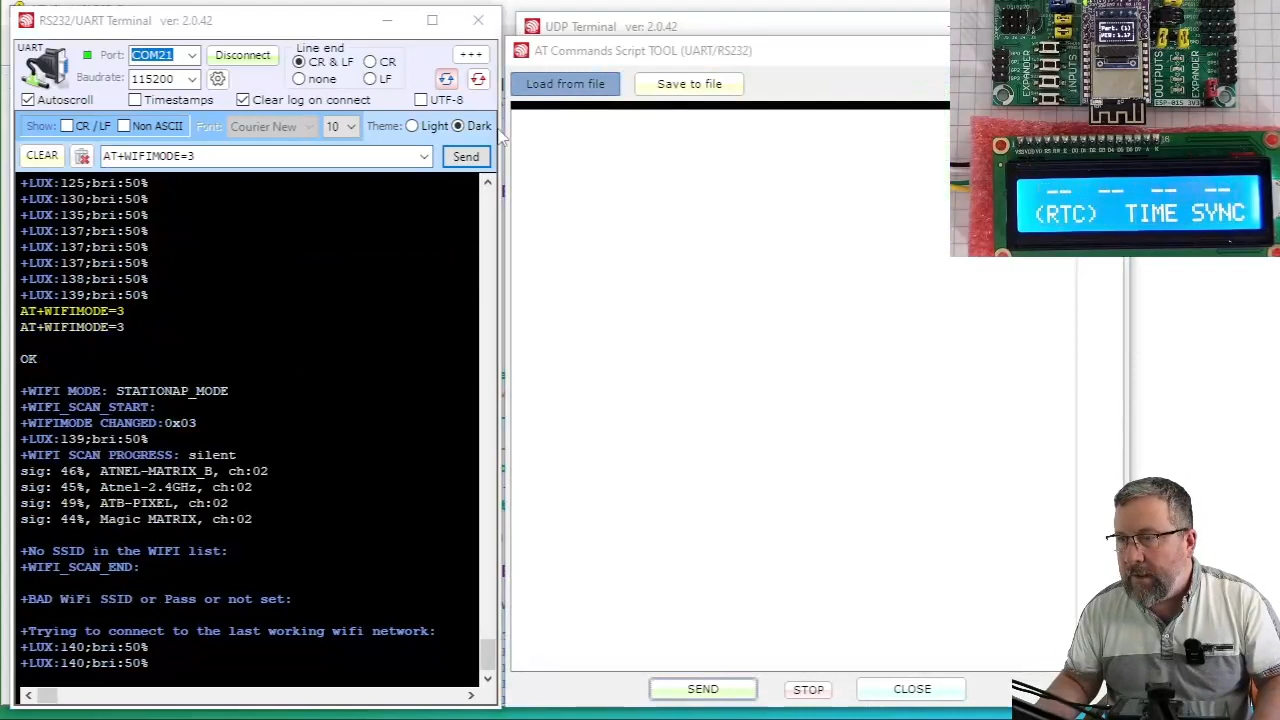 RS232/UART Terminal ver: 2.0.42
UART
Port: COM21 Disconnect
Baudrate: 115200
Line end
CR & LF CR
none LF
+++
Autoscroll Timestamps Clear log on connect UTF-8
Show: CR / LF Non ASCII Font: Courier New 10 Theme: Light Dark
CLEAR AT+WIFIMODE=3 Send
+LUX:125;bri:50%
+LUX:130;bri:50%
+LUX:135;bri:50%
+LUX:137;bri:50%
+LUX:137;bri:50%
+LUX:137;bri:50%
+LUX:138;bri:50%
+LUX:139;bri:50%
AT+WIFIMODE=3
AT+WIFIMODE=3
OK
+WIFI MODE: STATIONAP_MODE
+WIFI_SCAN_START:
+WIFIMODE CHANGED:0x03
+LUX:139;bri:50%
+WIFI SCAN PROGRESS: silent
sig: 46%, ATNEL-MATRIX_B, ch:02
sig: 45%, Atnel-2.4GHz, ch:02
sig: 49%, ATB-PIXEL, ch:02
sig: 44%, Magic MATRIX, ch:02
+No SSID in the WIFI list:
+WIFI_SCAN_END:
+BAD WiFi SSID or Pass or not set:
+Trying to connect to the last working wifi network:
+LUX:140;bri:50%
+LUX:140;bri:50%
UDP Terminal ver: 2.0.42
AT Commands Script TOOL (UART/RS232)
Load from file Save to file
SEND STOP CLOSE
EXPANDER
INPUTS
OUTPUTS
EXPANDER
-- -- -- --
(RTC) TIME SYNC